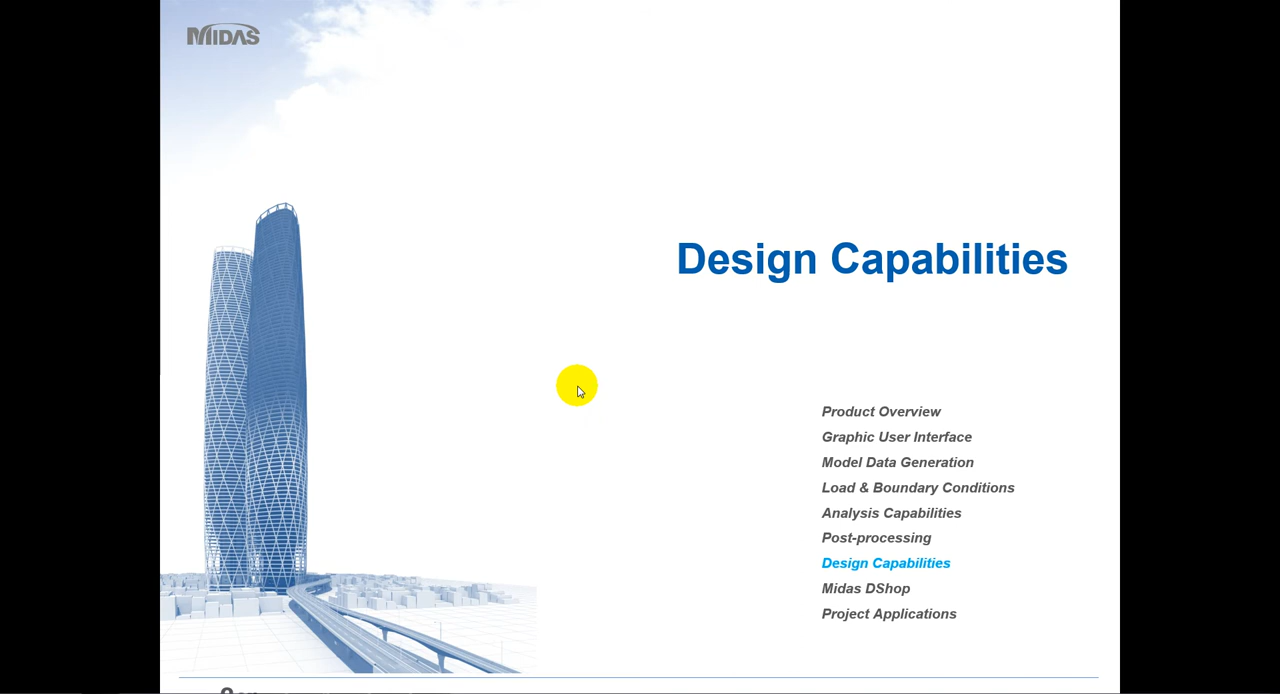 MIDAS
Design Capabilities
Product Overview
Graphic User Interface
Model Data Generation
Load & Boundary Conditions
Analysis Capabilities
Post-processing
Design Capabilities
Midas DShop
Project Applications